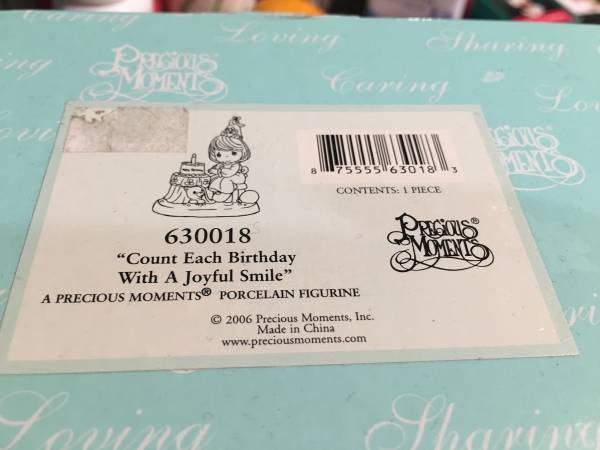 Caring
Loving
Sharing
PRECIOUS
MOMENTS
Caring
8 75555 63018 3
CONTENTS: 1 PIECE
PRECIOUS®
MOMENTS
630018
"Count Each Birthday
With A Joyful Smile"
A PRECIOUS MOMENTS® PORCELAIN FIGURINE
© 2006 Precious Moments, Inc.
Made in China
www.preciousmoments.com
Loving
Sharing